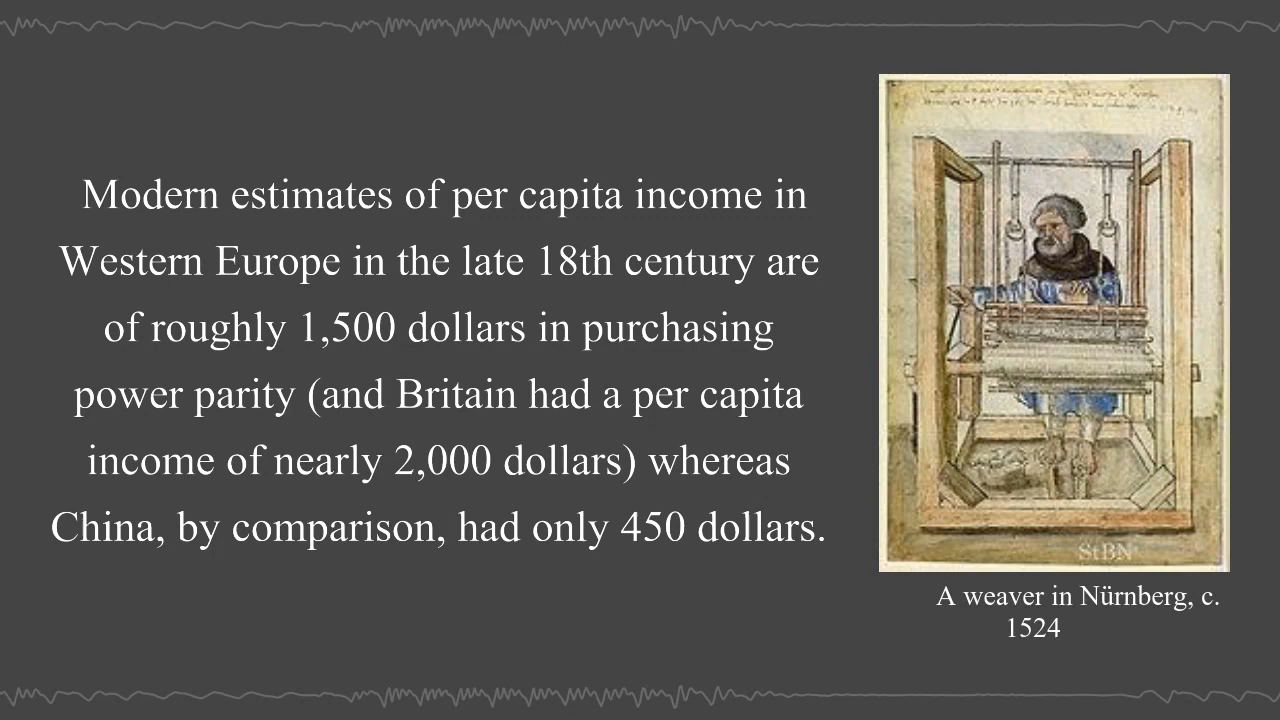 Modern estimates of per capita income in
Western Europe in the late 18th century are
of roughly 1,500 dollars in purchasing
power parity (and Britain had a per capita
income of nearly 2,000 dollars) whereas
China, by comparison, had only 450 dollars.
StBN
A weaver in Nürnberg, c.
1524